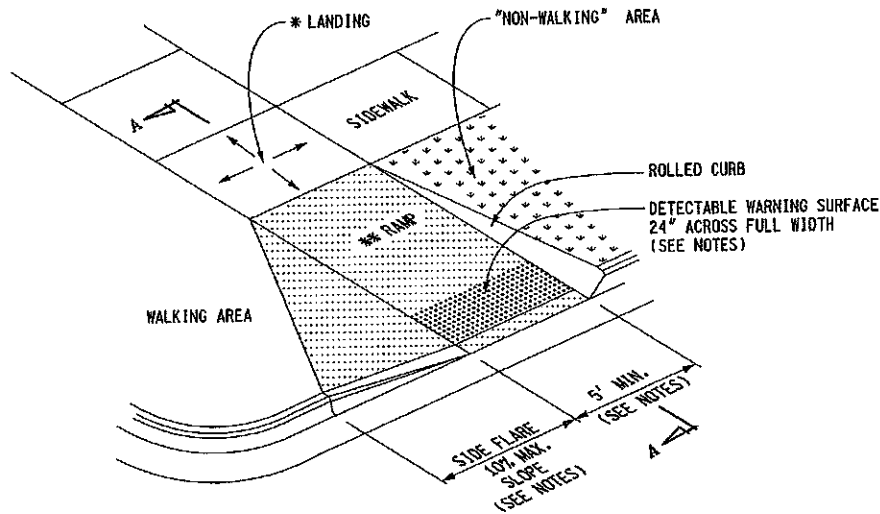 * LANDING
"NON-WALKING" AREA
A
SIDEWALK
ROLLED CURB
DETECTABLE WARNING SURFACE
24" ACROSS FULL WIDTH
(SEE NOTES)
** RAMP
WALKING AREA
5' MIN.
(SEE NOTES)
SIDE FLARE
10% MAX.
SLOPE
(SEE NOTES)
A